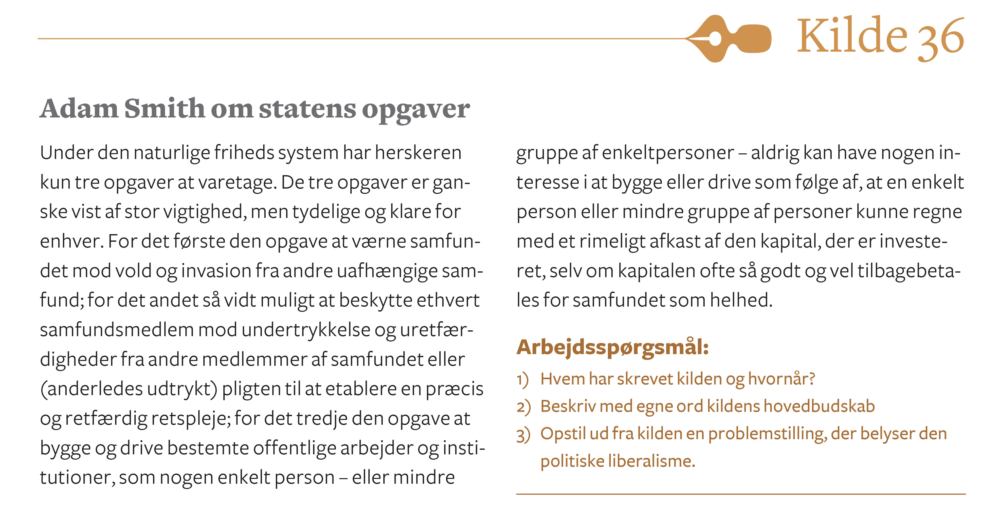 Kilde 36
Adam Smith om statens opgaver
Under den naturlige friheds system har herskeren
kun tre opgaver at varetage. De tre opgaver er gan-
ske vist af stor vigtighed, men tydelige og klare for
enhver. For det første den opgave at værne samfun-
det mod vold og invasion fra andre uafhængige sam-
fund; for det andet så vidt muligt at beskytte ethvert
samfundsmedlem mod undertrykkelse og uretfær-
digheder fra andre medlemmer af samfundet eller
(anderledes udtrykt) pligten til at etablere en præcis
og retfærdig retspleje; for det tredje den opgave at
bygge og drive bestemte offentlige arbejder og insti-
tutioner, som nogen enkelt person – eller mindre
gruppe af enkeltpersoner – aldrig kan have nogen in-
teresse i at bygge eller drive som følge af, at en enkelt
person eller mindre gruppe af personer kunne regne
med et rimeligt afkast af den kapital, der er investe-
ret, selv om kapitalen ofte så godt og vel tilbagebeta-
les for samfundet som helhed.
Arbejdsspørgsmål:
1) Hvem har skrevet kilden og hvornår?
2) Beskriv med egne ord kildens hovedbudskab
3) Opstil ud fra kilden en problemstilling, der belyser den
politiske liberalisme.